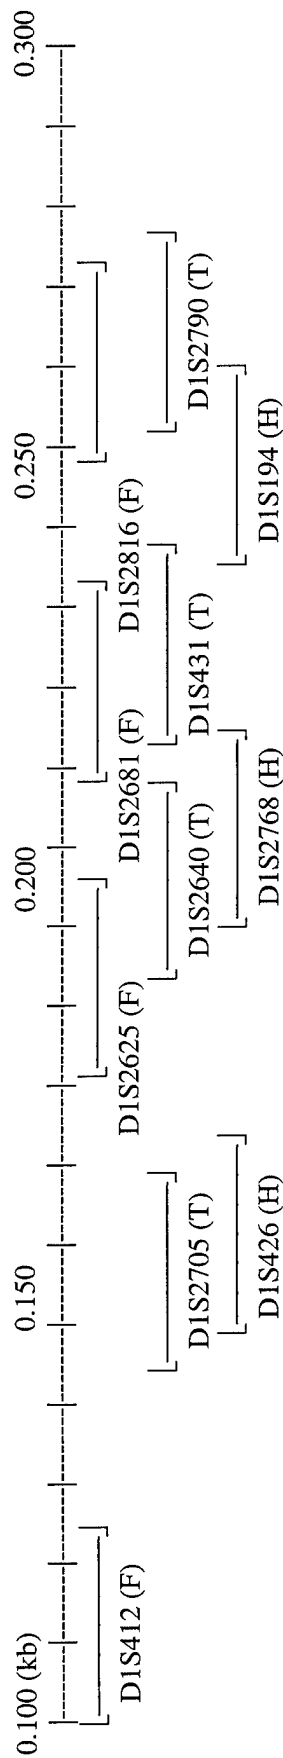 0.100 (kb) 0.150 0.200 0.250 0.300
D1S412 (F) D1S2625 (F) D1S2681 (F) D1S2816 (F)
D1S2705 (T) D1S2640 (T) D1S431 (T) D1S2790 (T)
D1S426 (H) D1S2768 (H) D1S194 (H)